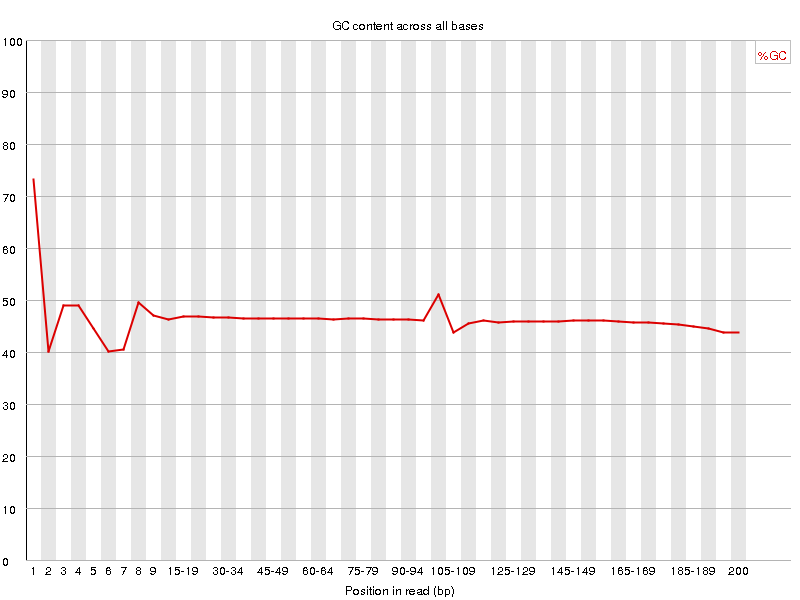 GC content across all bases
100
%GC
90
80
70
60
50
40
30
20
10
0
1 2 3 4 5 6 7 8 9 15-19 30-34 45-49 60-64 75-79 90-94 105-109 125-129 145-149 165-169 185-189 200
Position in read (bp)